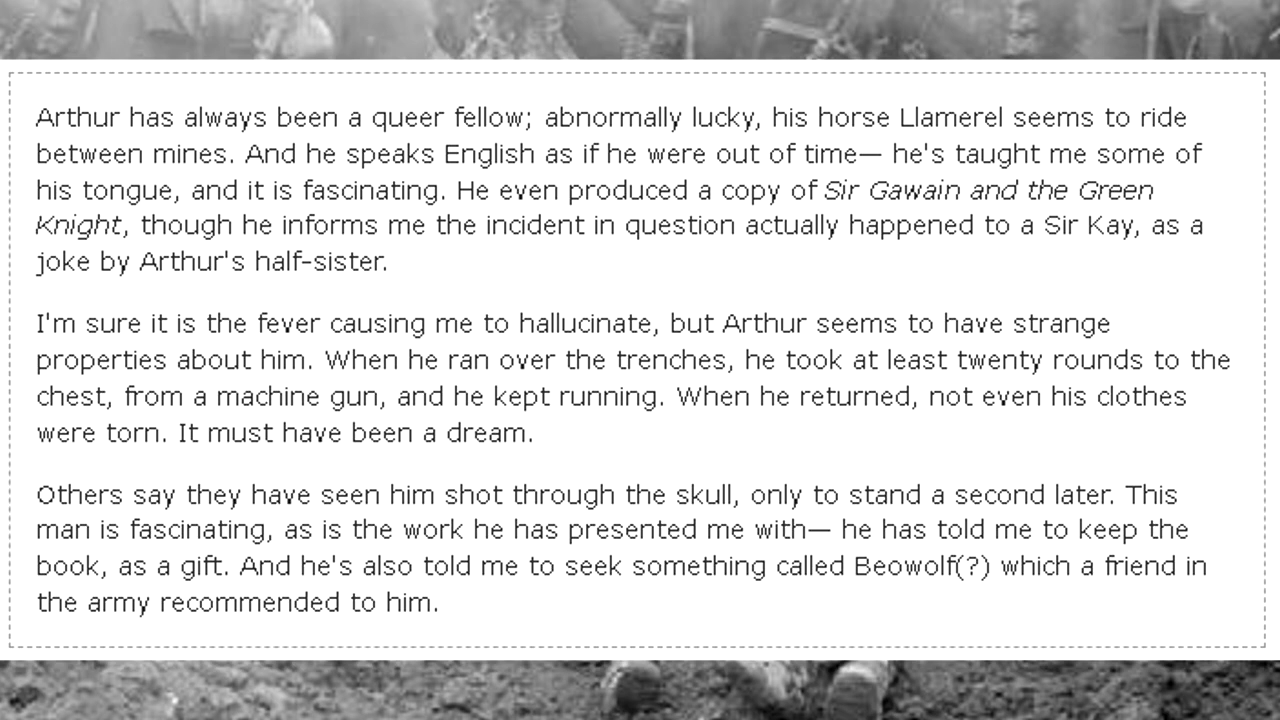 Arthur has always been a queer fellow; abnormally lucky, his horse Llamerel seems to ride
between mines. And he speaks English as if he were out of time— he's taught me some of
his tongue, and it is fascinating. He even produced a copy of Sir Gawain and the Green
Knight, though he informs me the incident in question actually happened to a Sir Kay, as a
joke by Arthur's half-sister.
I'm sure it is the fever causing me to hallucinate, but Arthur seems to have strange
properties about him. When he ran over the trenches, he took at least twenty rounds to the
chest, from a machine gun, and he kept running. When he returned, not even his clothes
were torn. It must have been a dream.
Others say they have seen him shot through the skull, only to stand a second later. This
man is fascinating, as is the work he has presented me with— he has told me to keep the
book, as a gift. And he's also told me to seek something called Beowolf(?) which a friend in
the army recommended to him.